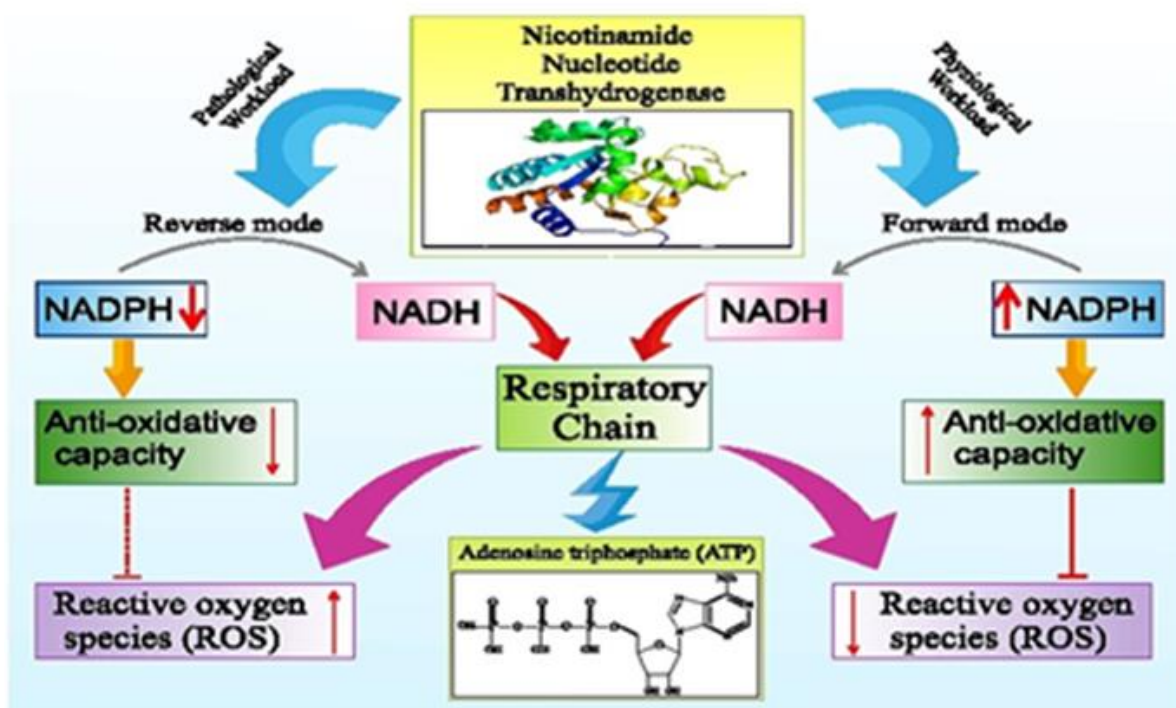 Nicotinamide
Nucleotide
Transhydrogenase
Pathological
Workload
Physiological
Workload
Reverse mode
Forward mode
NADPH
NADH
NADH
NADPH
Respiratory
Chain
Anti-oxidative
capacity
Anti-oxidative
capacity
Adenosine triphosphate (ATP)
Reactive oxygen
species (ROS)
Reactive oxygen
species (ROS)